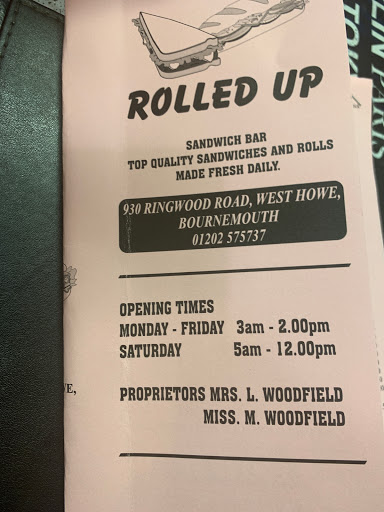 ROLLED UP
SANDWICH BAR
TOP QUALITY SANDWICHES AND ROLLS
MADE FRESH DAILY.
930 RINGWOOD ROAD, WEST HOWE,
BOURNEMOUTH
01202 575737
OPENING TIMES
MONDAY - FRIDAY 3am - 2.00pm
SATURDAY 5am - 12.00pm
PROPRIETORS MRS. L. WOODFIELD
MISS. M. WOODFIELD